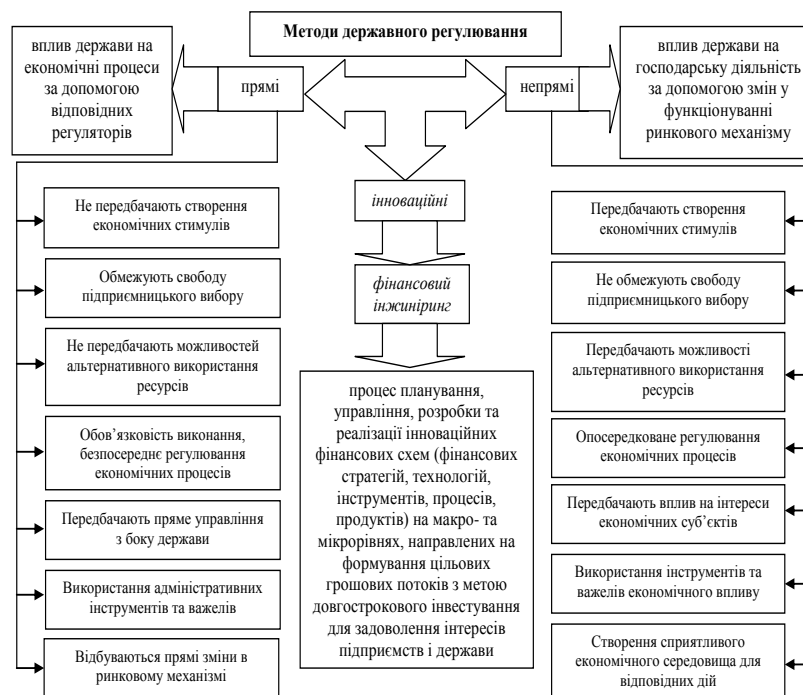 Методи державного регулювання
вплив держави на
економічні процеси
за допомогою
відповідних
регуляторів
прямі
непрямі
вплив держави на
господарську діяльність
за допомогою змін у
функціонуванні
ринкового механізму
Не передбачають створення
економічних стимулів
Обмежують свободу
підприємницького вибору
Не передбачають можливостей
альтернативного використання
ресурсів
Обов’язковість виконання,
безпосереднє регулювання
економічних процесів
Передбачають пряме управління
з боку держави
Використання адміністративних
інструментів та важелів
Відбуваються прямі зміни в
ринковому механізмі
інноваційні
фінансовий
інжиніринг
процес планування,
управління, розробки та
реалізації інноваційних
фінансових схем (фінансових
стратегій, технологій,
інструментів, процесів,
продуктів) на макро- та
мікрорівнях, направлених на
формування цільових
грошових потоків з метою
довгострокового інвестування
для задоволення інтересів
підприємств і держави
Передбачають створення
економічних стимулів
Не обмежують свободу
підприємницького вибору
Передбачають можливості
альтернативного використання
ресурсів
Опосередковане регулювання
економічних процесів
Передбачають вплив на інтереси
економічних суб’єктів
Використання інструментів та
важелів економічного впливу
Створення сприятливого
економічного середовища для
відповідних дій